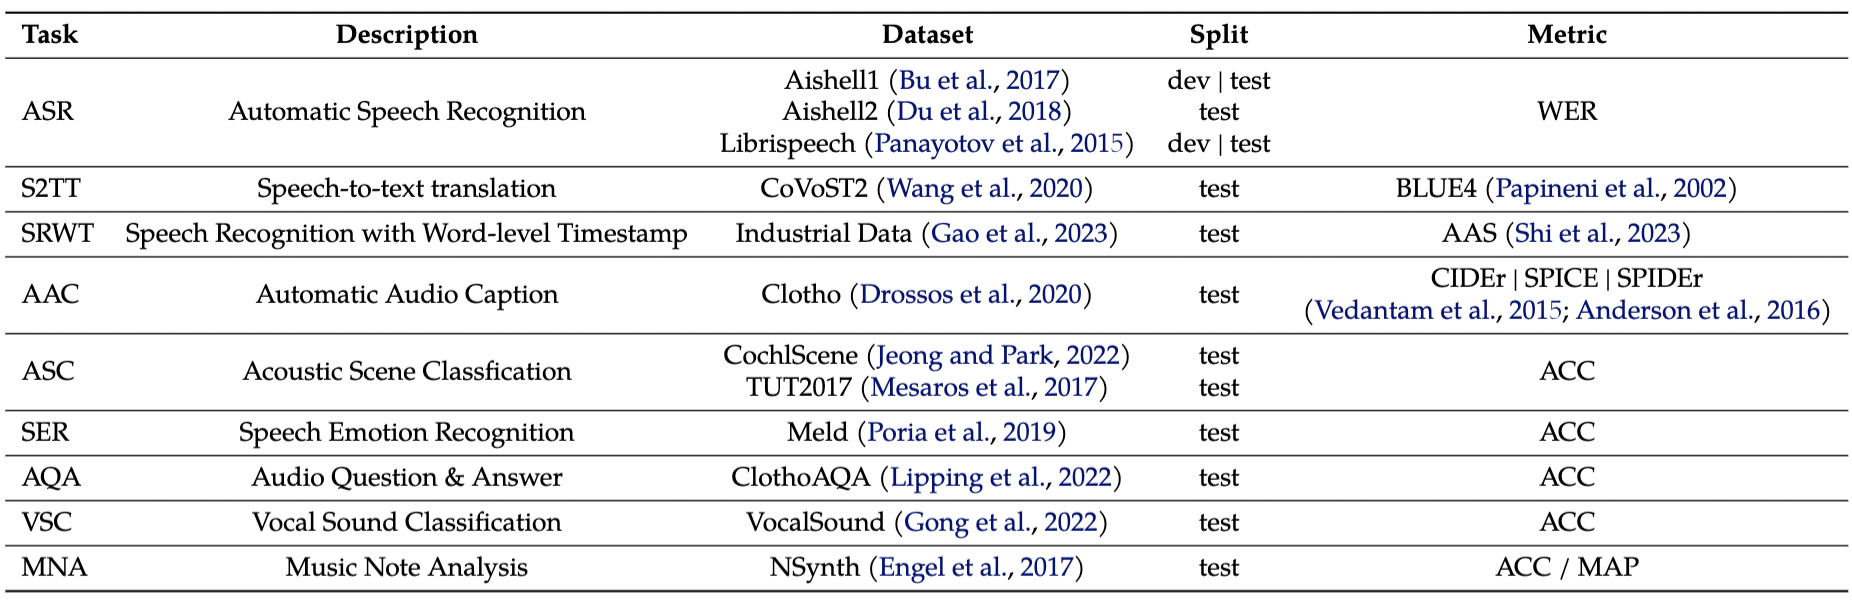 Task Description Dataset Split Metric
Aishell1 (Bu et al., 2017) dev | test
ASR Automatic Speech Recognition Aishell2 (Du et al., 2018) test WER
Librispeech (Panayotov et al., 2015) dev | test
S2TT Speech-to-text translation CoVoST2 (Wang et al., 2020) test BLUE4 (Papineni et al., 2002)
SRWT Speech Recognition with Word-level Timestamp Industrial Data (Gao et al., 2023) test AAS (Shi et al., 2023)
CIDEr | SPICE | SPIDEr
AAC Automatic Audio Caption Clotho (Drossos et al., 2020) test
(Vedantam et al., 2015; Anderson et al., 2016)
CochlScene (Jeong and Park, 2022) test
ASC Acoustic Scene Classfication ACC
TUT2017 (Mesaros et al., 2017) test
SER Speech Emotion Recognition Meld (Poria et al., 2019) test ACC
AQA Audio Question & Answer ClothoAQA (Lipping et al., 2022) test ACC
VSC Vocal Sound Classification VocalSound (Gong et al., 2022) test ACC
MNA Music Note Analysis NSynth (Engel et al., 2017) test ACC / MAP